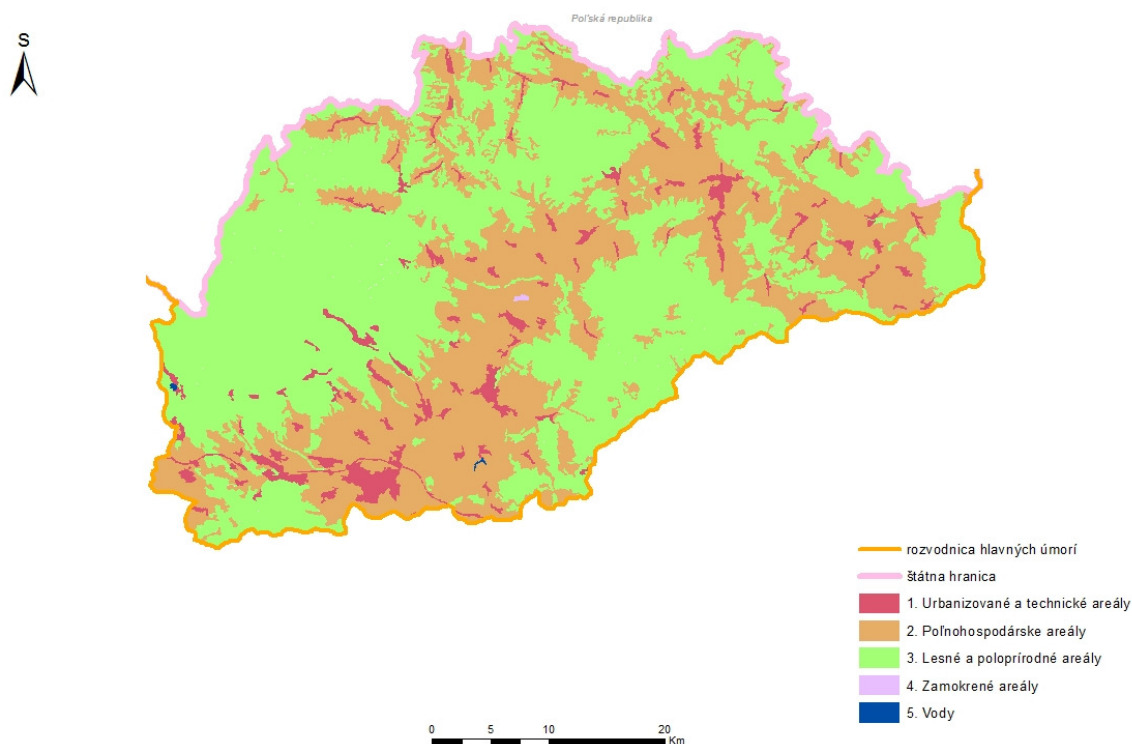 Poľská republika
S
rozvodnica hlavných úmorí
štátna hranica
1. Urbanizované a technické areály
2. Poľnohospodárske areály
3. Lesné a poloprírodné areály
4. Zamokrené areály
5. Vody
0 5 10 20
Km